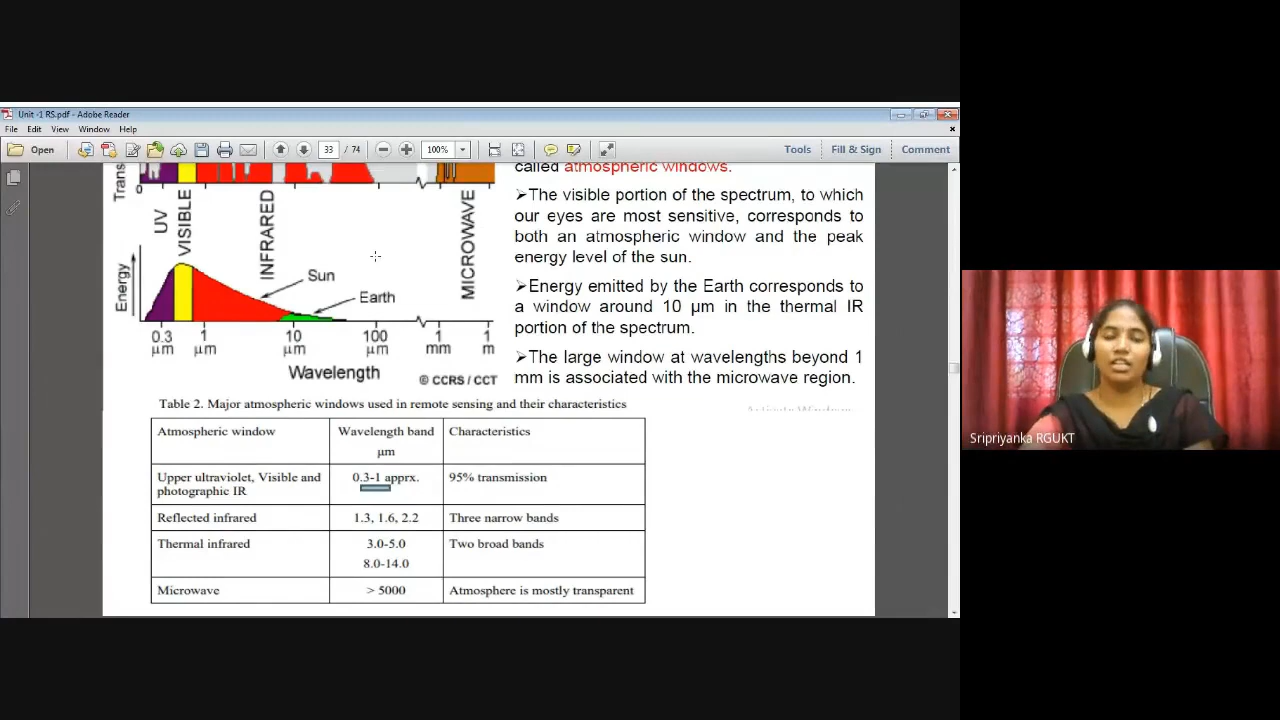 Unit -1 RS.pdf - Adobe Reader
File Edit View Window Help
Open 33 / 74 100% Tools Fill & Sign Comment
Trans
0
UV
VISIBLE
INFRARED
MICROWAVE
Energy
Sun
Earth
0.3 1 10 100 1 1
μm μm μm μm mm m
Wavelength
© CCRS / CCT
called atmospheric windows.
➢The visible portion of the spectrum, to which
our eyes are most sensitive, corresponds to
both an atmospheric window and the peak
energy level of the sun.
➢Energy emitted by the Earth corresponds to
a window around 10 μm in the thermal IR
portion of the spectrum.
➢The large window at wavelengths beyond 1
mm is associated with the microwave region.
Table 2. Major atmospheric windows used in remote sensing and their characteristics
Atmospheric window Wavelength band Characteristics
μm
Upper ultraviolet, Visible and 0.3-1 apprx. 95% transmission
photographic IR
Reflected infrared 1.3, 1.6, 2.2 Three narrow bands
Thermal infrared 3.0-5.0 Two broad bands
8.0-14.0
Microwave > 5000 Atmosphere is mostly transparent
Sripriyanka RGUKT